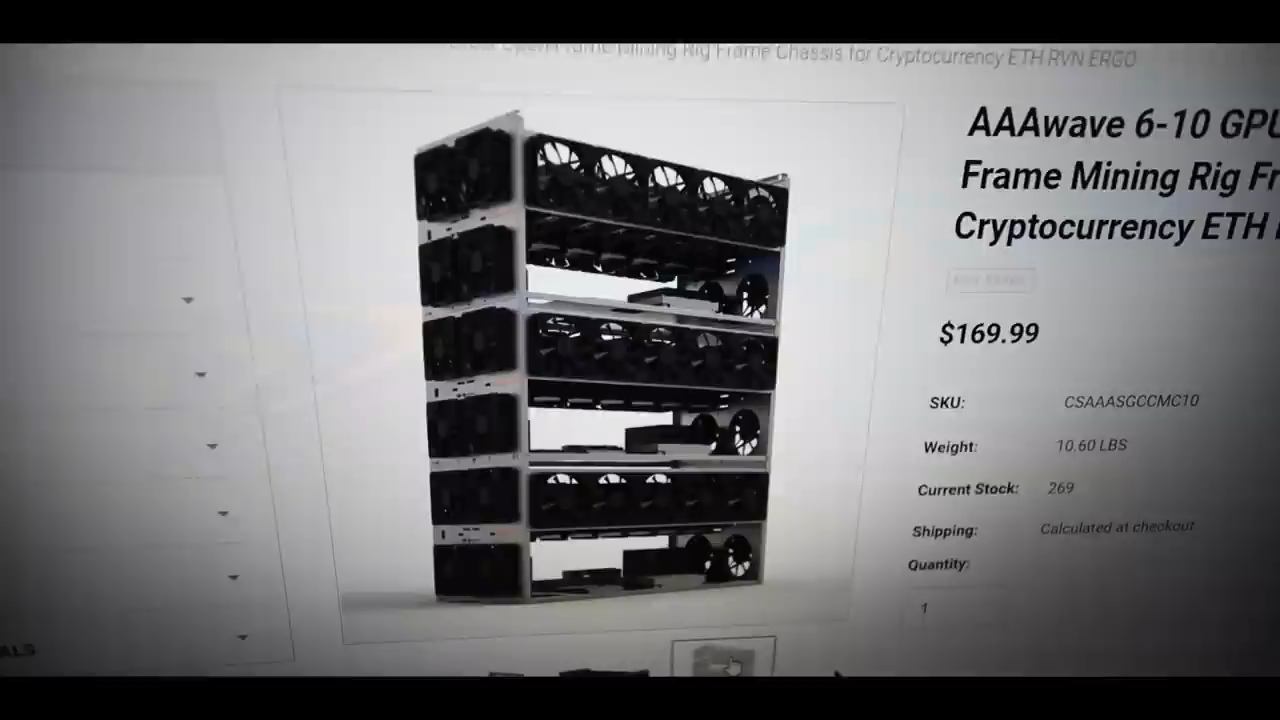 Frame Mining Rig Frame Chassis for Cryptocurrency ETH RVN ERGO
AAAwave 6-10 GPU
Frame Mining Rig Fr
Cryptocurrency ETH
$169.99
SKU: CSAAASGCCMC10
Weight: 10.60 LBS
Current Stock: 269
Shipping: Calculated at checkout
Quantity:
1
ALS